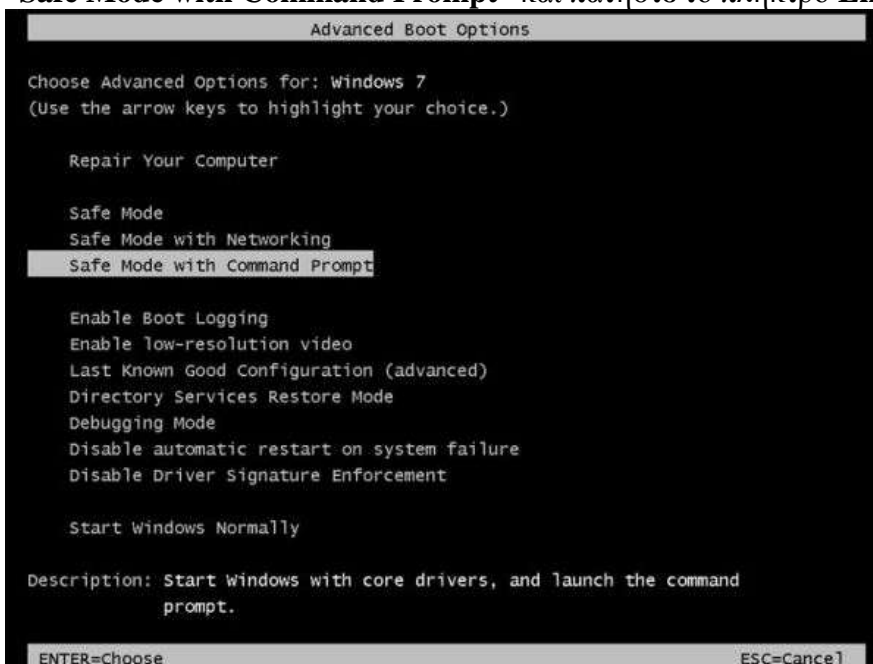 Safe Mode with Command Prompt
Advanced Boot Options
Choose Advanced Options for: Windows 7
(Use the arrow keys to highlight your choice.)
Repair Your Computer
Safe Mode
Safe Mode with Networking
Safe Mode with Command Prompt
Enable Boot Logging
Enable low-resolution video
Last Known Good Configuration (advanced)
Directory Services Restore Mode
Debugging Mode
Disable automatic restart on system failure
Disable Driver Signature Enforcement
Start Windows Normally
Description: Start Windows with core drivers, and launch the command
prompt.
ENTER=Choose ESC=Cancel